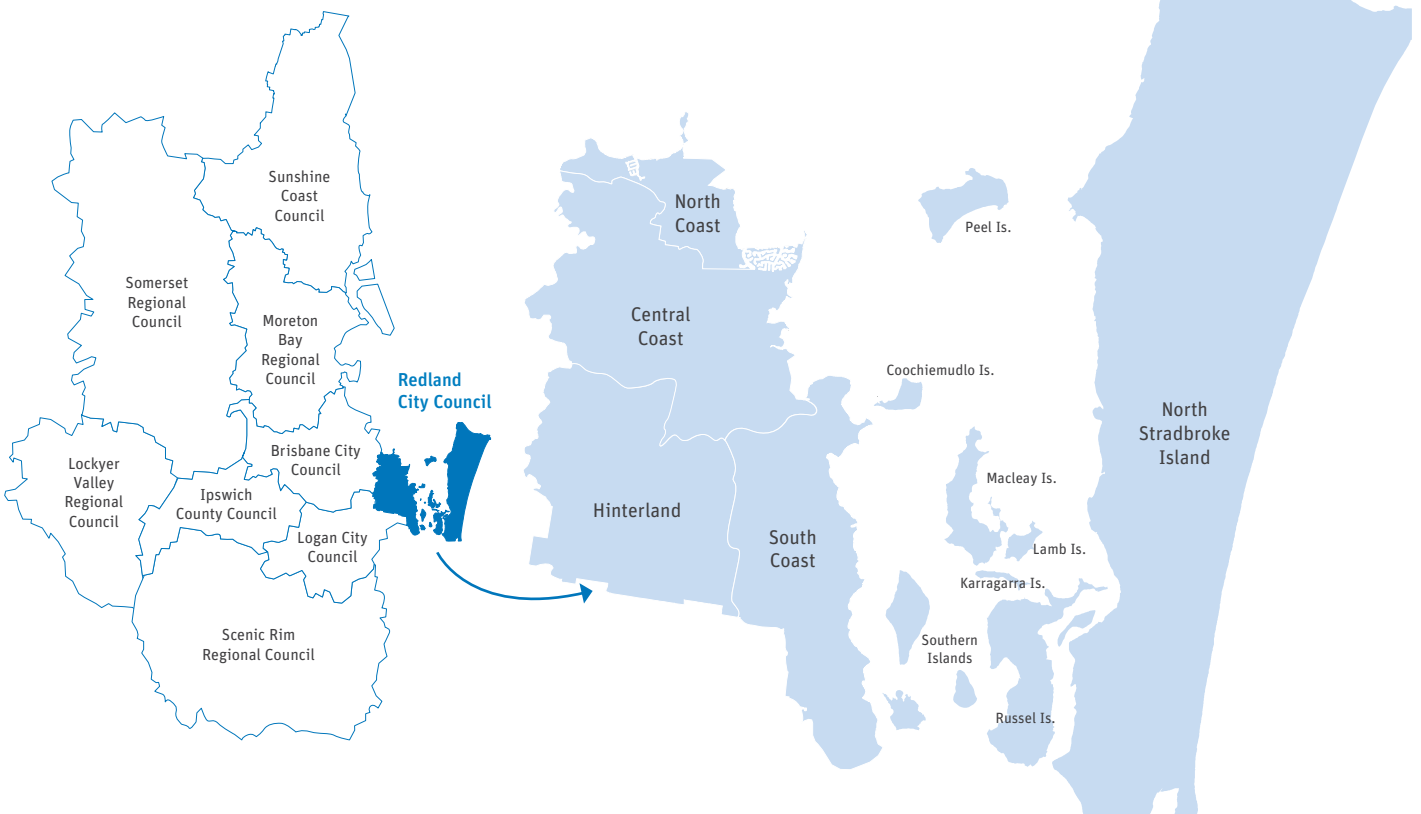 Sunshine
Coast
Council
Somerset
Regional
Council
Moreton
Bay
Regional
Council
Redland
City Council
Brisbane City
Council
Lockyer
Valley
Regional
Council
Ipswich
County Council
Logan City
Council
Scenic Rim
Regional Council
North
Coast
Central
Coast
Hinterland
South
Coast
Peel Is.
Coochiemudlo Is.
Macleay Is.
Lamb Is.
Karragarra Is.
Southern
Islands
Russel Is.
North
Stradbroke
Island